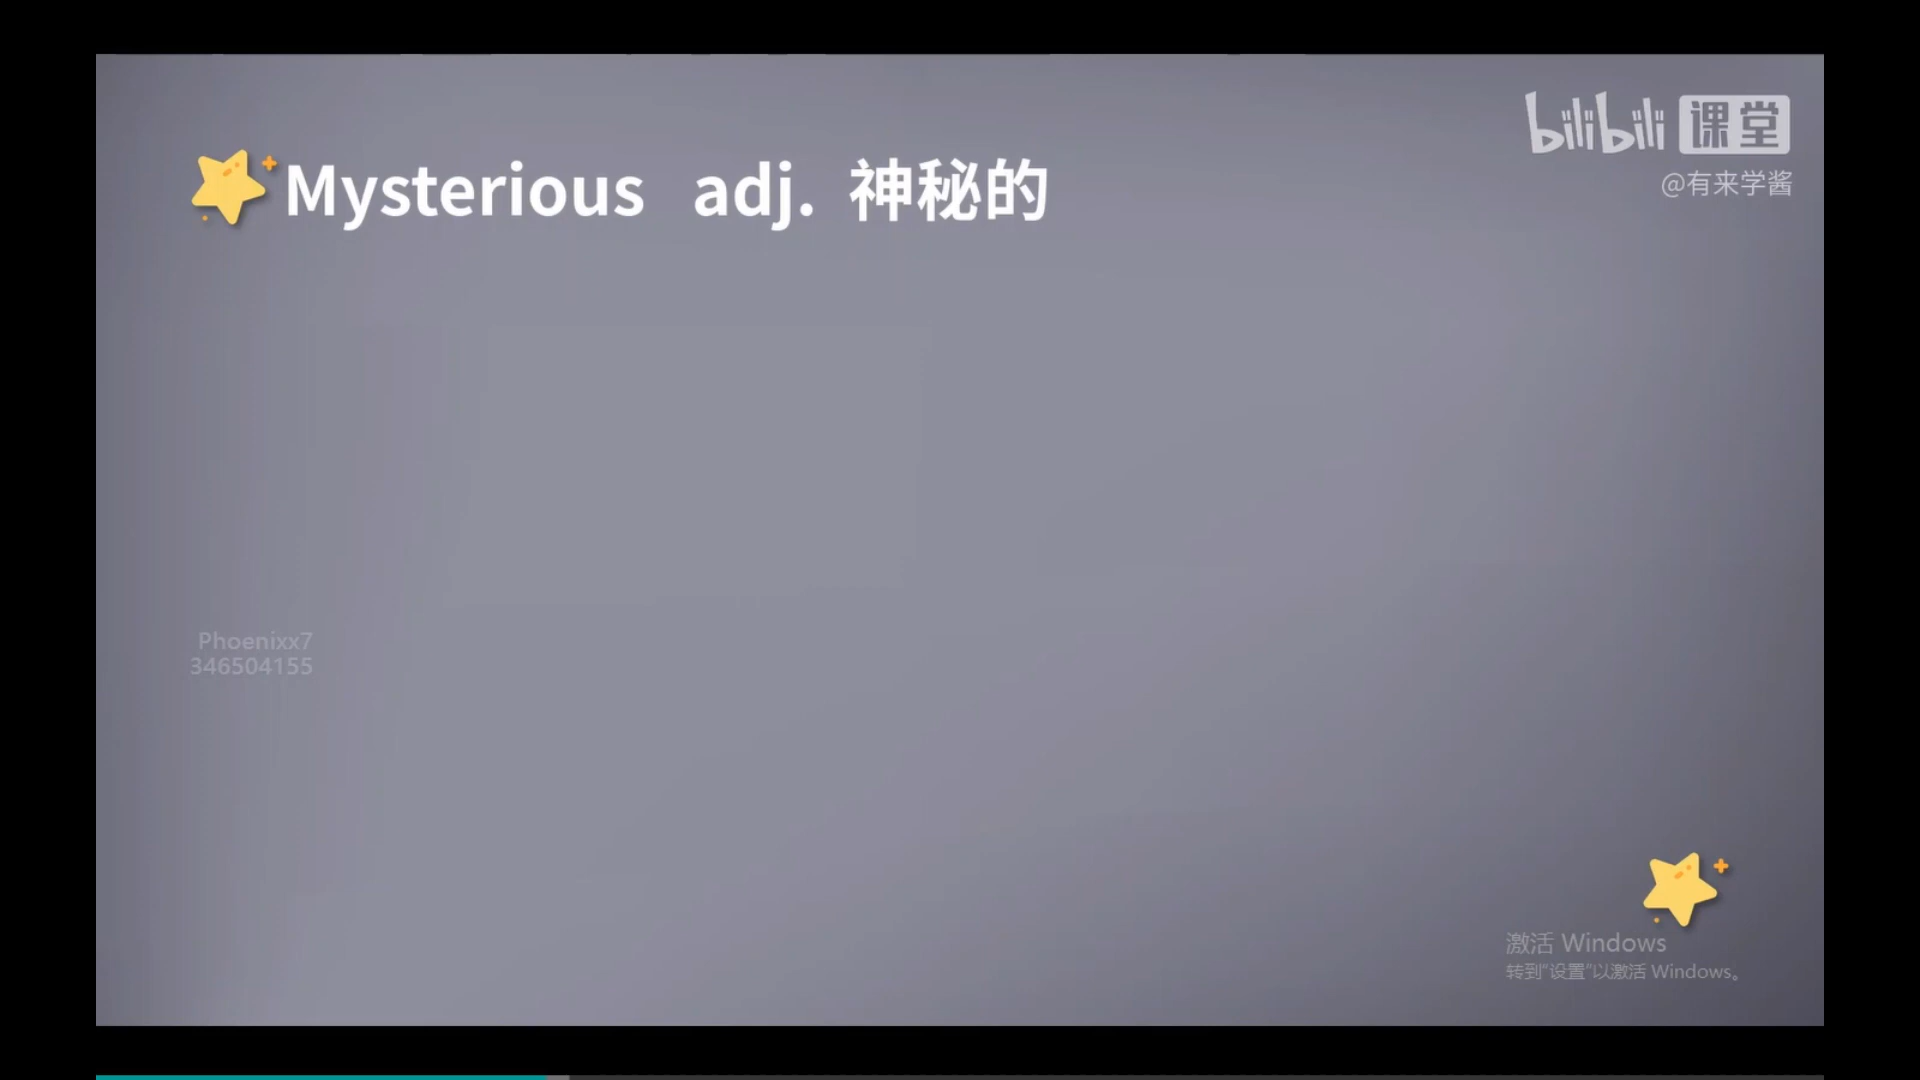 bilibili 课堂
@有来学酱
Mysterious adj. 神秘的
Phoenixx7
346504155
激活 Windows
转到“设置”以激活 Windows。